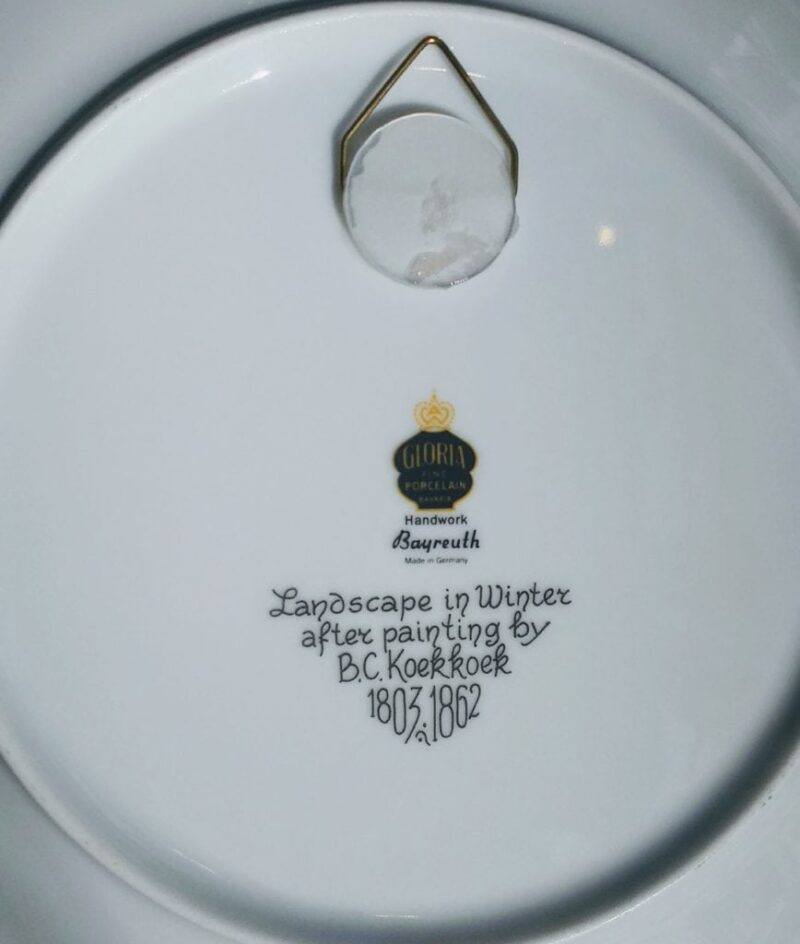 GLORIA
FINE
PORCELAIN
BAVARIA
Handwork
Bayreuth
Made in Germany
Landscape in Winter
after painting by
B.C. Koekkoek
1803.1862